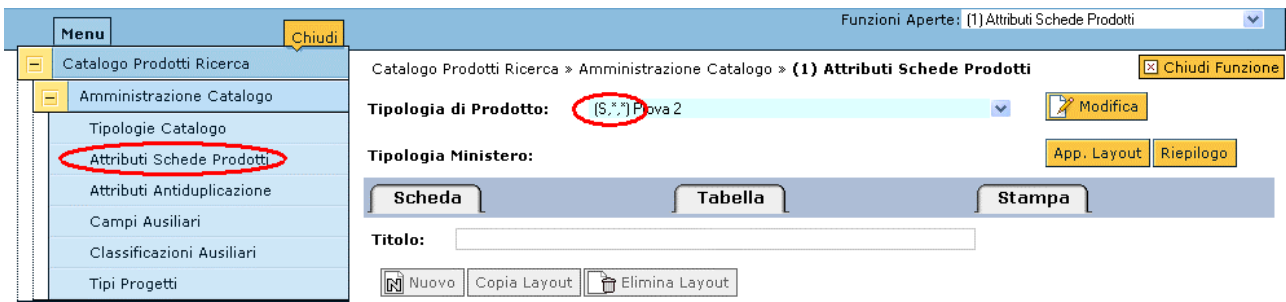 Funzioni Aperte: (1) Attributi Schede Prodotti
Menu
Chiudi
Catalogo Prodotti Ricerca
Catalogo Prodotti Ricerca » Amministrazione Catalogo » (1) Attributi Schede Prodotti
Chiudi Funzione
Amministrazione Catalogo
Tipologia di Prodotto: (S,*,*) Prova 2
Modifica
Tipologie Catalogo
Attributi Schede Prodotti
Tipologia Ministero:
App. Layout Riepilogo
Attributi Antiduplicazione
Scheda Tabella Stampa
Campi Ausiliari
Titolo:
Classificazioni Ausiliari
Tipi Progetti
Nuovo Copia Layout Elimina Layout